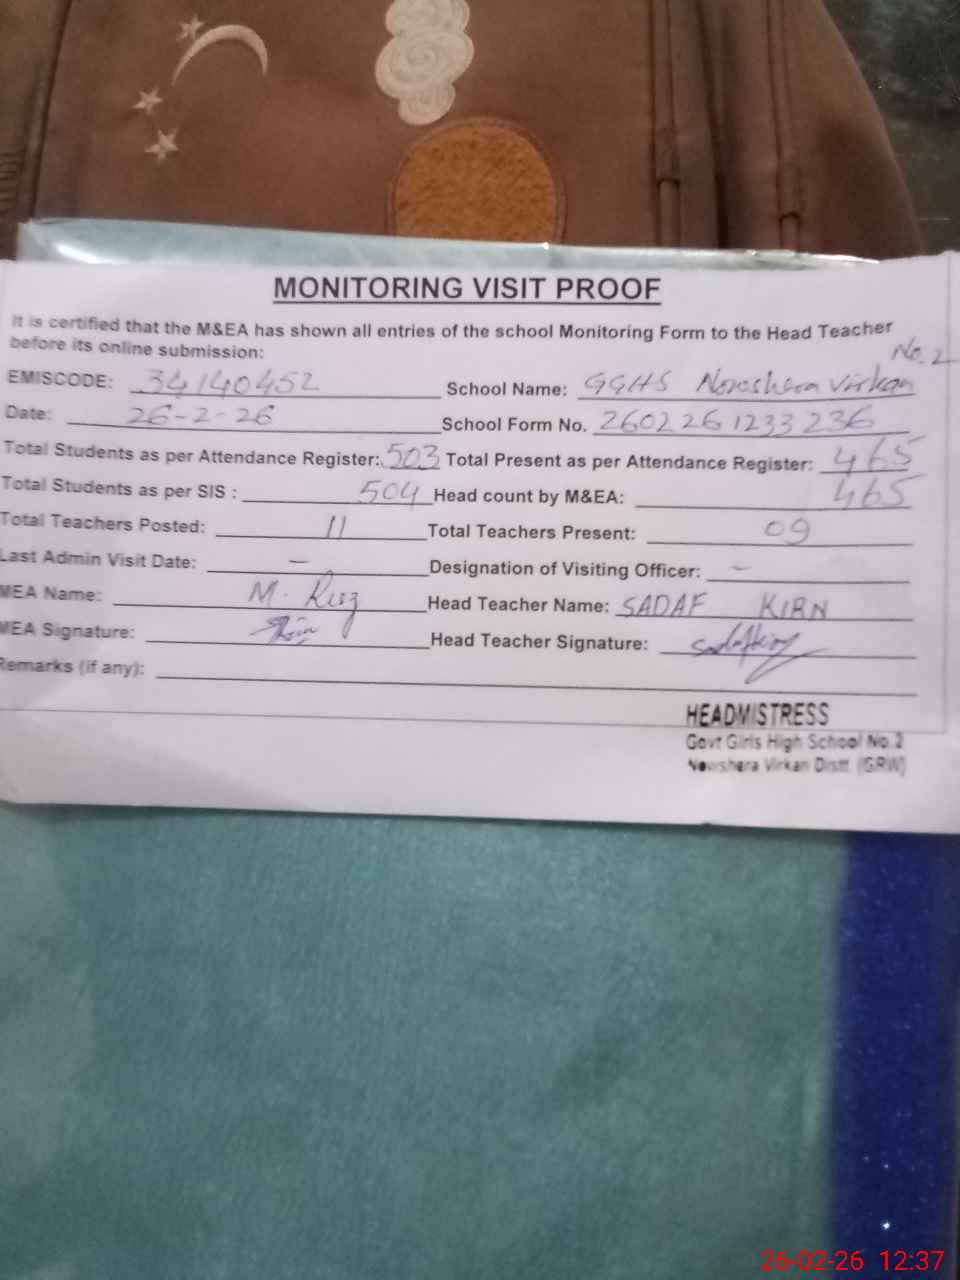 MONITORING VISIT PROOF
It is certified that the M&EA has shown all entries of the school Monitoring Form to the Head Teacher
before its online submission:
No. 2
EMISCODE: 34140452 School Name: GGHS Nowshera Virkan
Date: 26-2-26 School Form No. 260226 1233 236
Total Students as per Attendance Register: 503 Total Present as per Attendance Register: 465
Total Students as per SIS : 504 Head count by M&EA: 465
Total Teachers Posted: 11 Total Teachers Present: 09
Last Admin Visit Date: — Designation of Visiting Officer: —
MEA Name: M. Head Teacher Name: SADAF KIRN
MEA Signature: Head Teacher Signature:
Remarks (if any):
HEADMISTRESS
Govt Girls High School No.2
Nowshera Virkan Distt. (GRW)
26-02-26 12:37